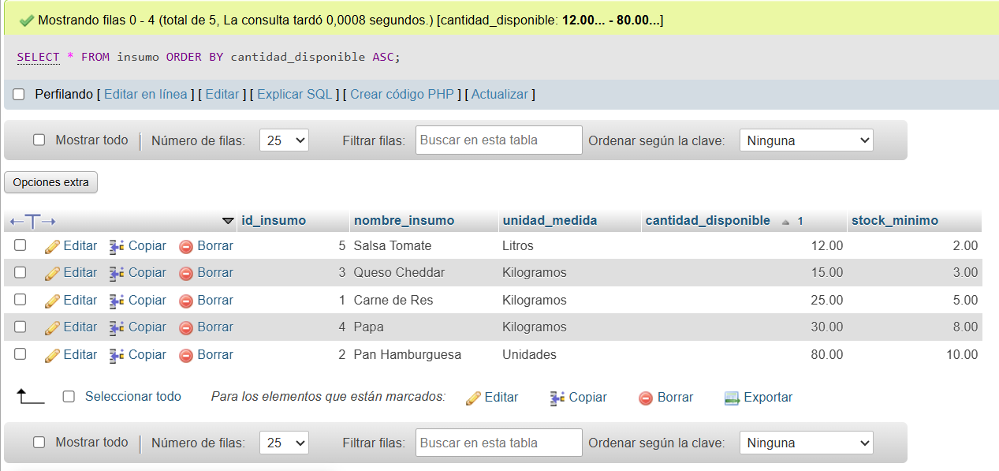 Mostrando filas 0 - 4 (total de 5, La consulta tardó 0,0008 segundos.) [cantidad_disponible: 12.00... - 80.00...]
SELECT * FROM insumo ORDER BY cantidad_disponible ASC;
Perfilando [ Editar en línea ] [ Editar ] [ Explicar SQL ] [ Crear código PHP ] [ Actualizar ]
Mostrar todo | Número de filas: 25 Filtrar filas: Buscar en esta tabla Ordenar según la clave: Ninguna
Opciones extra
←T→ id_insumo nombre_insumo unidad_medida cantidad_disponible 1 stock_minimo
Editar Copiar Borrar 5 Salsa Tomate Litros 12.00 2.00
Editar Copiar Borrar 3 Queso Cheddar Kilogramos 15.00 3.00
Editar Copiar Borrar 1 Carne de Res Kilogramos 25.00 5.00
Editar Copiar Borrar 4 Papa Kilogramos 30.00 8.00
Editar Copiar Borrar 2 Pan Hamburguesa Unidades 80.00 10.00
Seleccionar todo Para los elementos que están marcados: Editar Copiar Borrar Exportar
Mostrar todo | Número de filas: 25 Filtrar filas: Buscar en esta tabla Ordenar según la clave: Ninguna